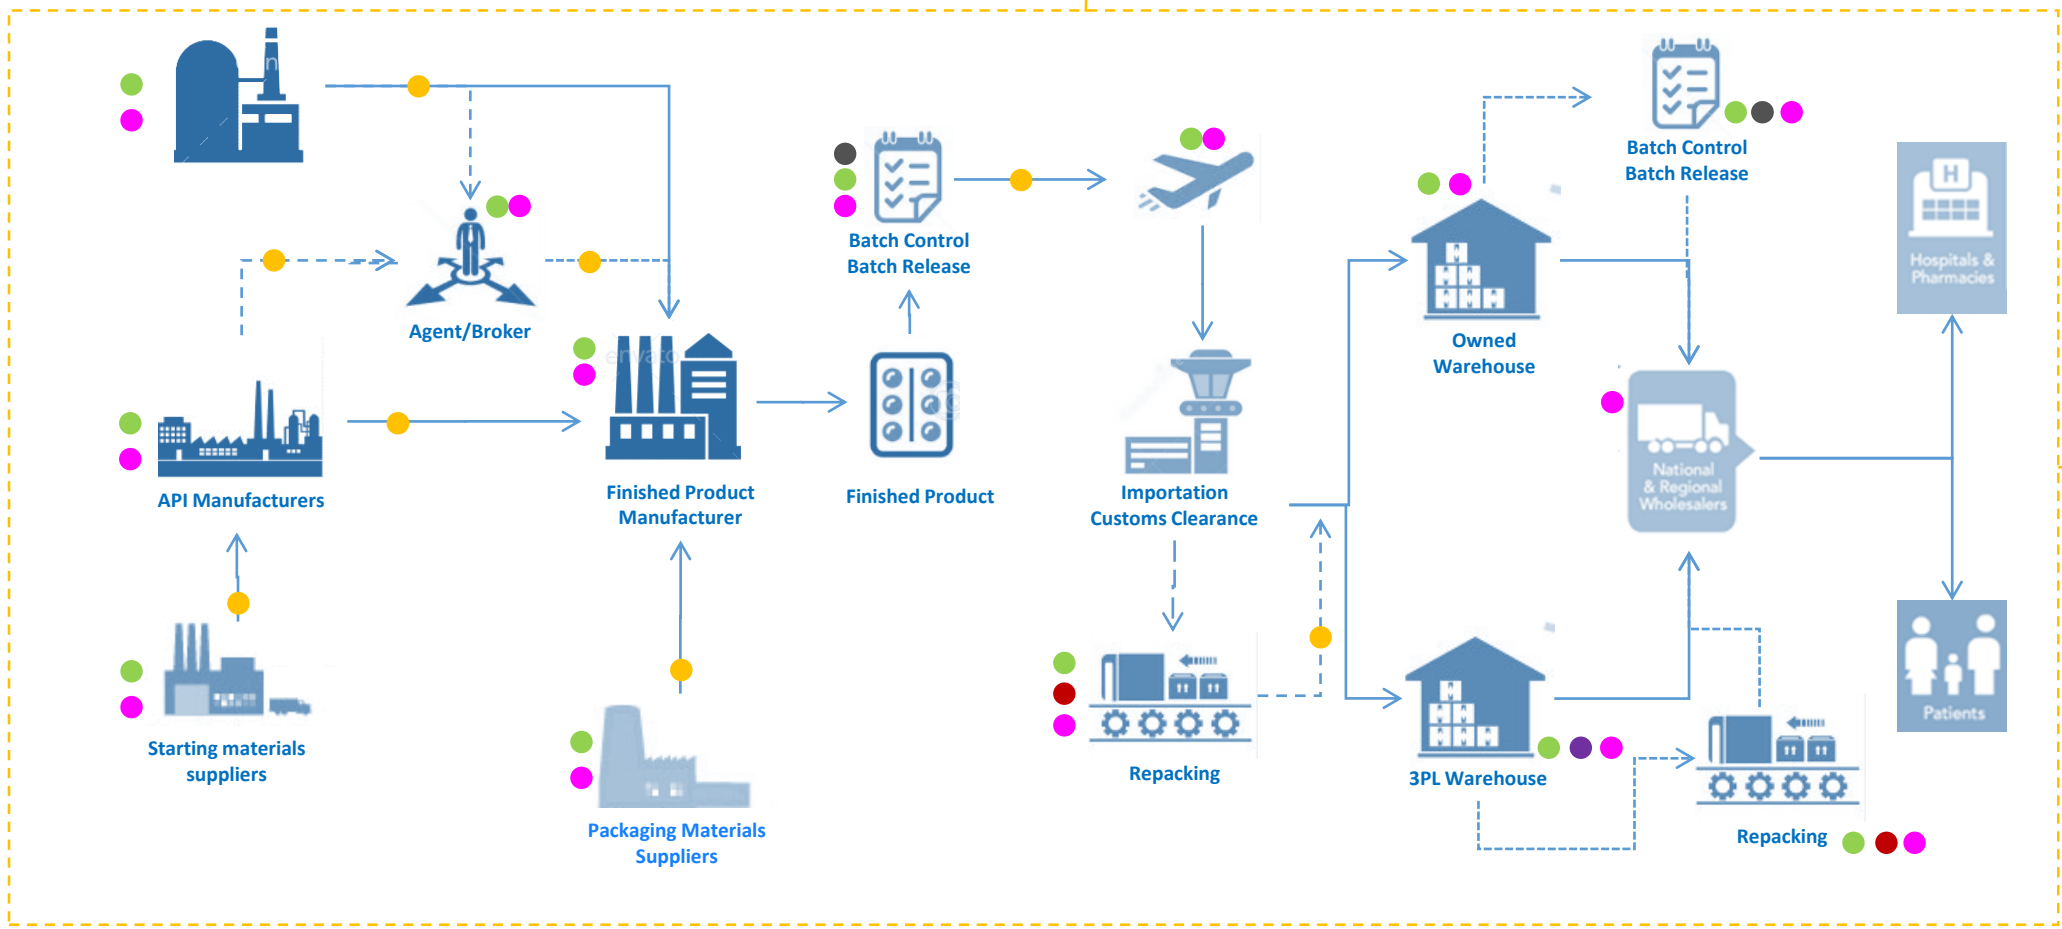 Batch Control
Batch Release
Batch Control
Batch Release
H
Hospitals &
Pharmacies
Agent/Broker
envato
Owned
Warehouse
API Manufacturers
Finished Product
Manufacturer
Finished Product
Importation
Customs Clearance
National
& Regional
Wholesalers
Starting materials
suppliers
Packaging Materials
Suppliers
Repacking
3PL Warehouse
Repacking
Patients